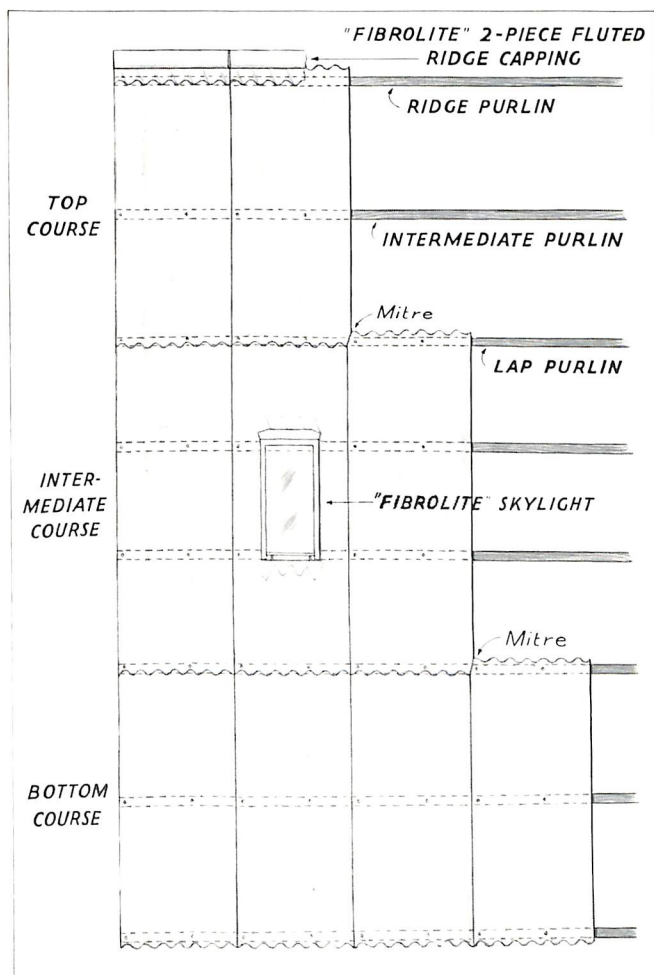 "FIBROLITE" 2-PIECE FLUTED
RIDGE CAPPING
RIDGE PURLIN
TOP
COURSE
INTERMEDIATE PURLIN
Mitre
LAP PURLIN
INTER-
MEDIATE
COURSE
"FIBROLITE" SKYLIGHT
Mitre
BOTTOM
COURSE